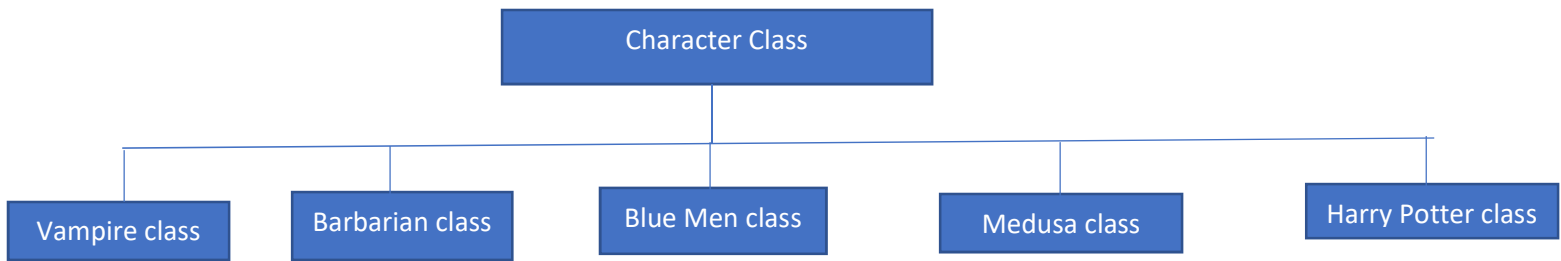 Character Class
Vampire class
Barbarian class
Blue Men class
Medusa class
Harry Potter class